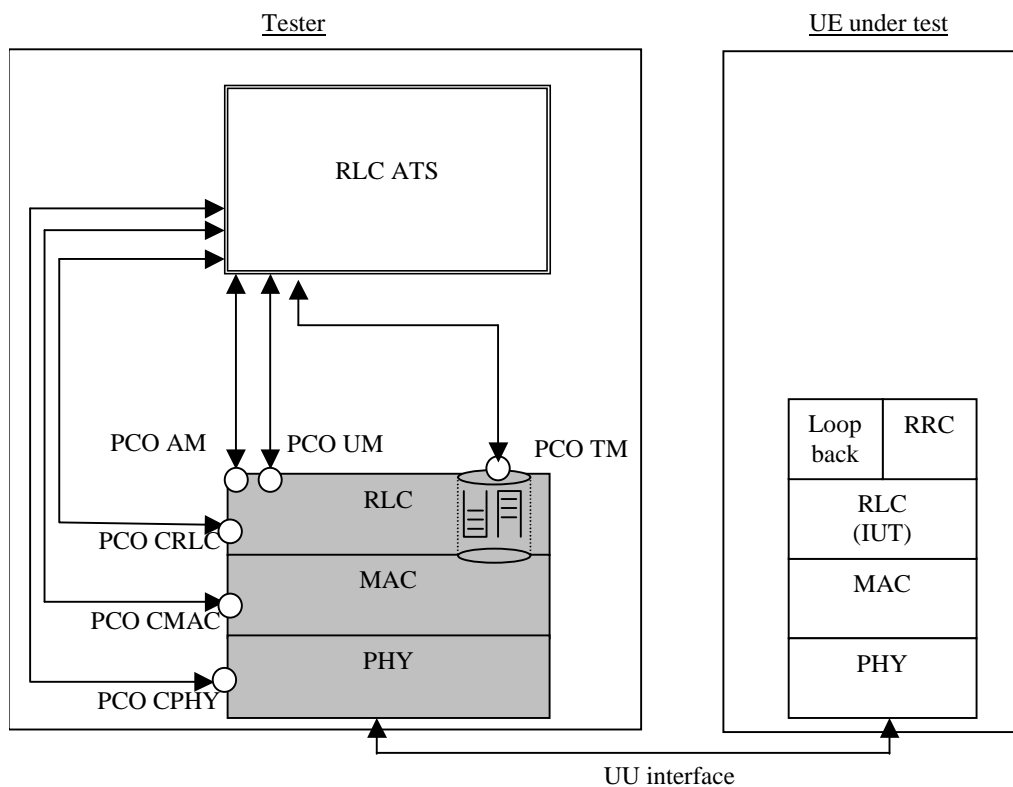 Tester
UE under test
RLC ATS
PCO AM
PCO UM
PCO TM
Loop
back
RRC
RLC
RLC
(IUT)
PCO CRLC
MAC
MAC
PCO CMAC
PHY
PHY
PCO CPHY
UU interface